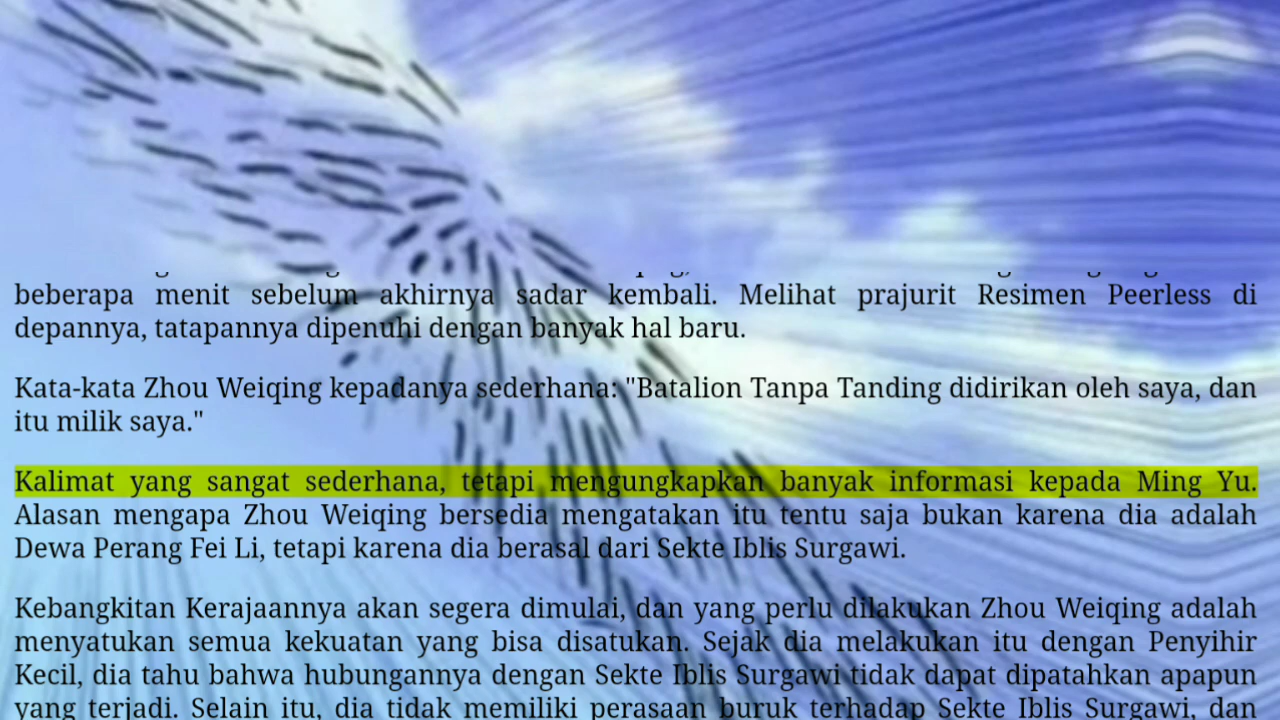 beberapa menit sebelum akhirnya sadar kembali. Melihat prajurit Resimen Peerless di
depannya, tatapannya dipenuhi dengan banyak hal baru.
Kata-kata Zhou Weiqing kepadanya sederhana: "Batalion Tanpa Tanding didirikan oleh saya, dan
itu milik saya."
Kalimat yang sangat sederhana, tetapi mengungkapkan banyak informasi kepada Ming Yu.
Alasan mengapa Zhou Weiqing bersedia mengatakan itu tentu saja bukan karena dia adalah
Dewa Perang Fei Li, tetapi karena dia berasal dari Sekte Iblis Surgawi.
Kebangkitan Kerajaannya akan segera dimulai, dan yang perlu dilakukan Zhou Weiqing adalah
menyatukan semua kekuatan yang bisa disatukan. Sejak dia melakukan itu dengan Penyihir
Kecil, dia tahu bahwa hubungannya dengan Sekte Iblis Surgawi tidak dapat dipatahkan apapun
yang terjadi. Selain itu, dia tidak memiliki perasaan buruk terhadap Sekte Iblis Surgawi, dan